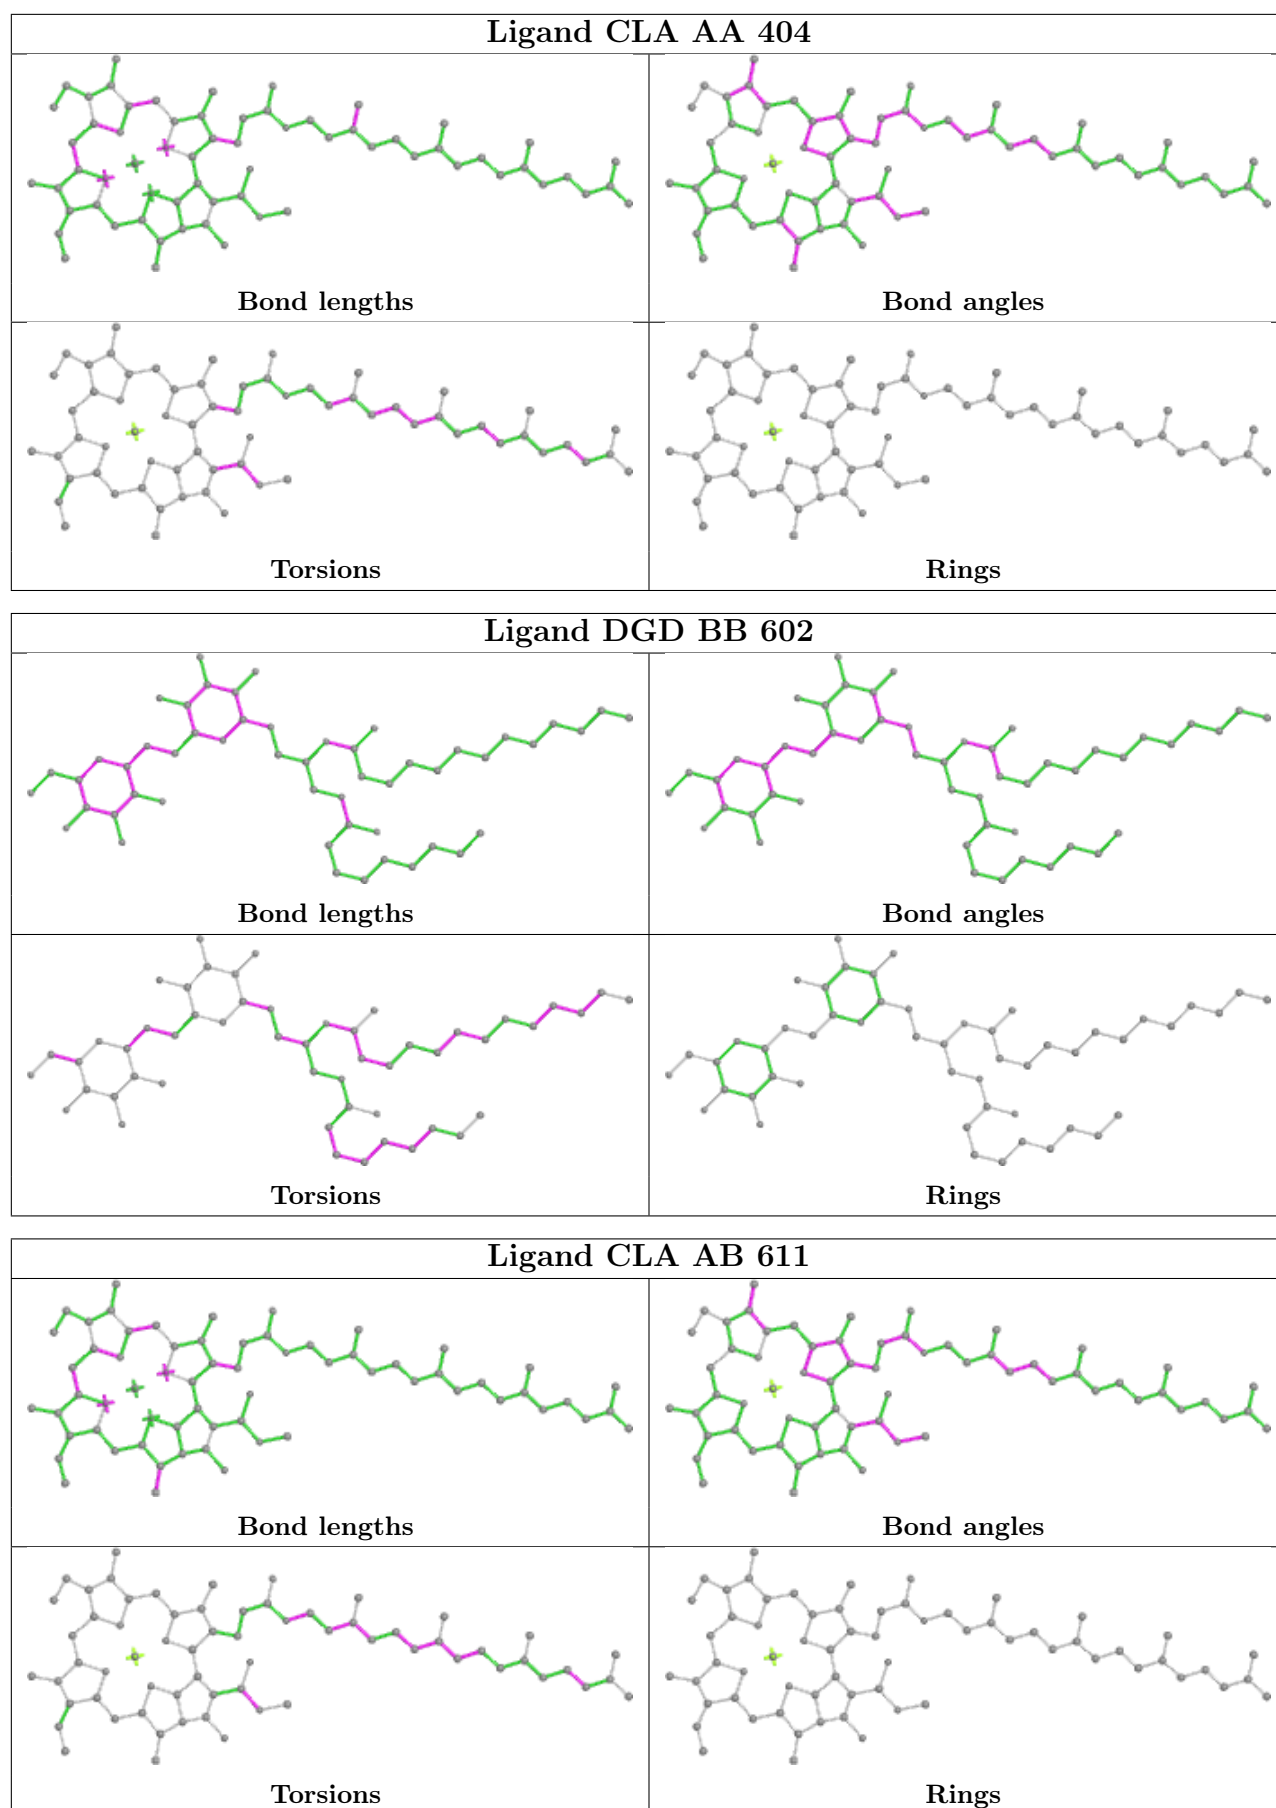 Ligand CLA AA 404
Bond lengths
Bond angles
Torsions
Rings
Ligand DGD BB 602
Bond lengths
Bond angles
Torsions
Rings
Ligand CLA AB 611
Bond lengths
Bond angles
Torsions
Rings